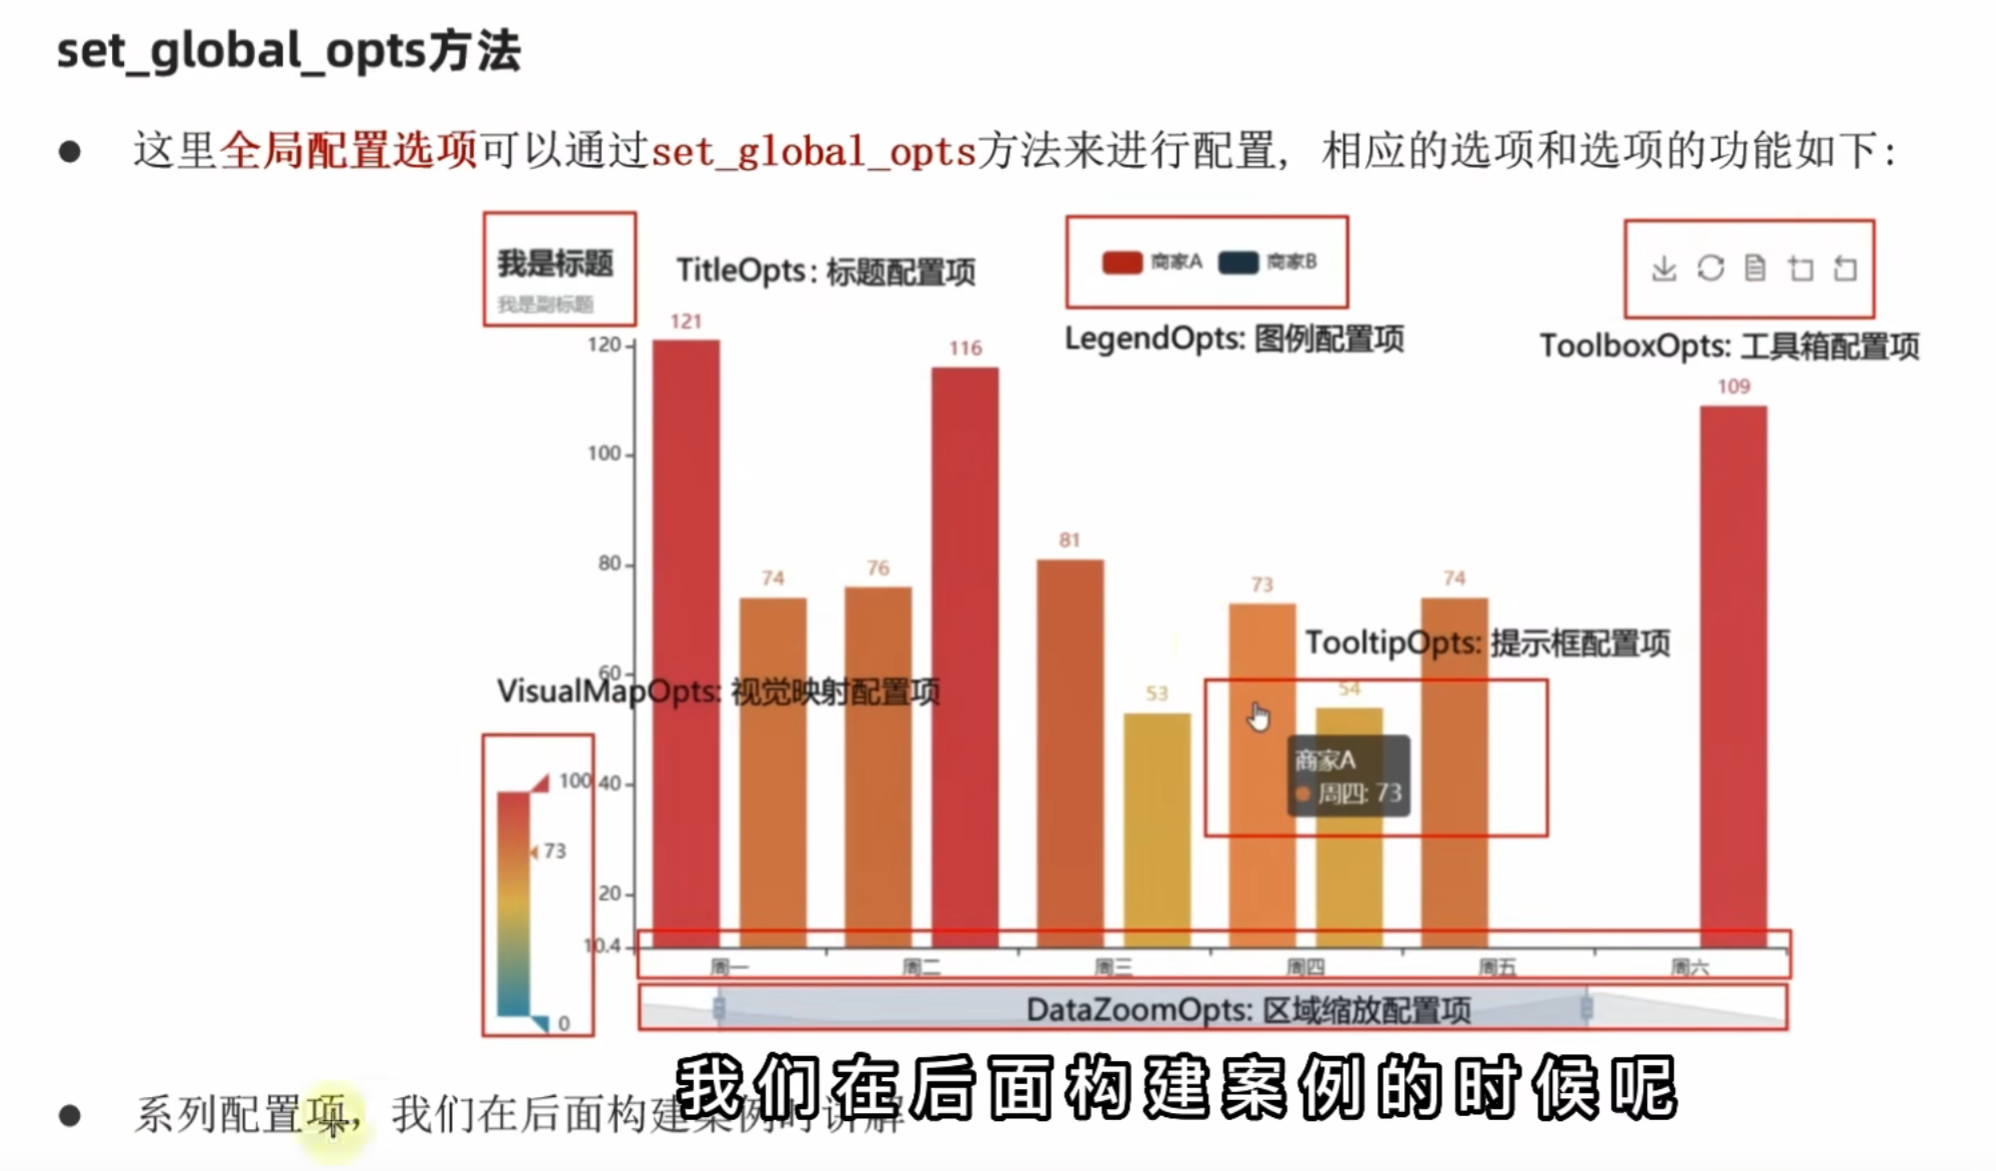 set_global_opts方法
● 这里全局配置选项可以通过set_global_opts方法来进行配置, 相应的选项和选项的功能如下:
我是标题
我是副标题
TitleOpts: 标题配置项
商家A 商家B
LegendOpts: 图例配置项
ToolboxOpts: 工具箱配置项
121
116
109
81
74
76
53
73
54
74
120
100
80
60
40
20
10.4
TooltipOpts: 提示框配置项
VisualMapOpts: 视觉映射配置项
商家A
周四: 73
100
73
0
周一 周二 周三 周四 周五 周六
DataZoomOpts: 区域缩放配置项
我们在后面构建案例的时候呢
● 系列配置项, 我们在后面构建案例时讲解